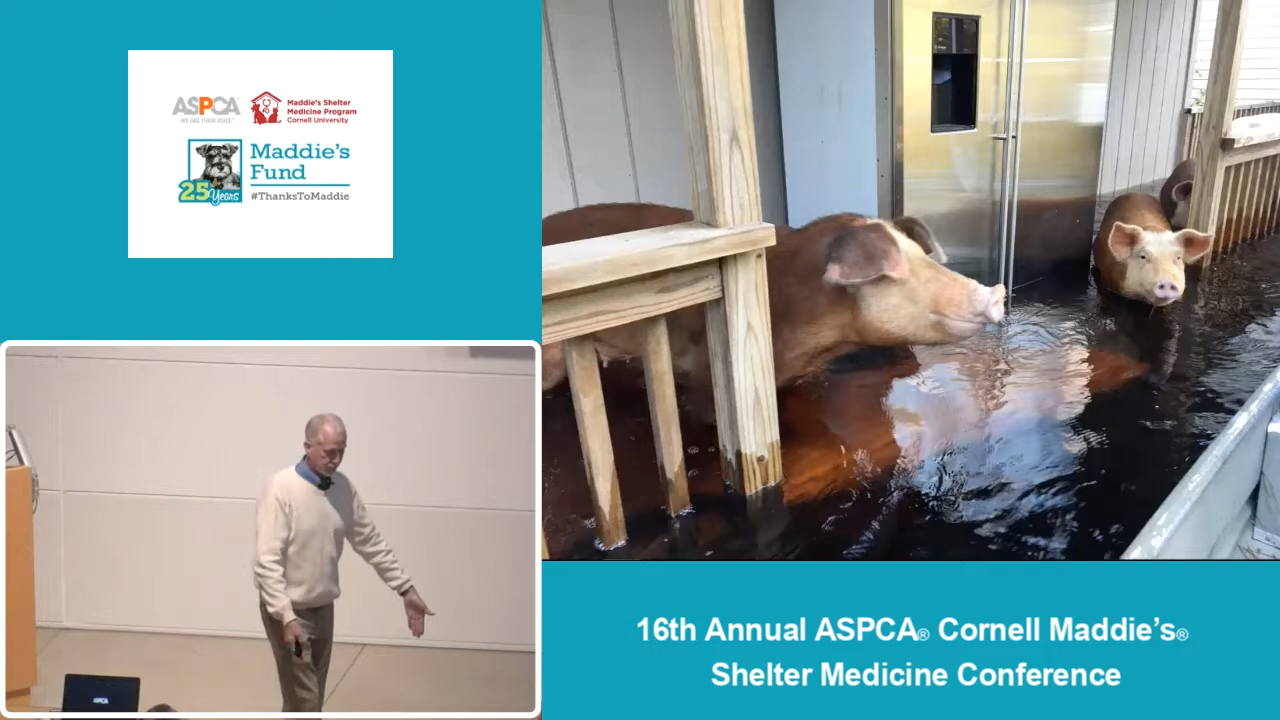 ASPCA
WE ARE THEIR VOICE
Maddie's Shelter
Medicine Program
Cornell University
Maddie's
Fund
25 Years
#ThanksToMaddie
ASPCA
16th Annual ASPCA® Cornell Maddie's®
Shelter Medicine Conference